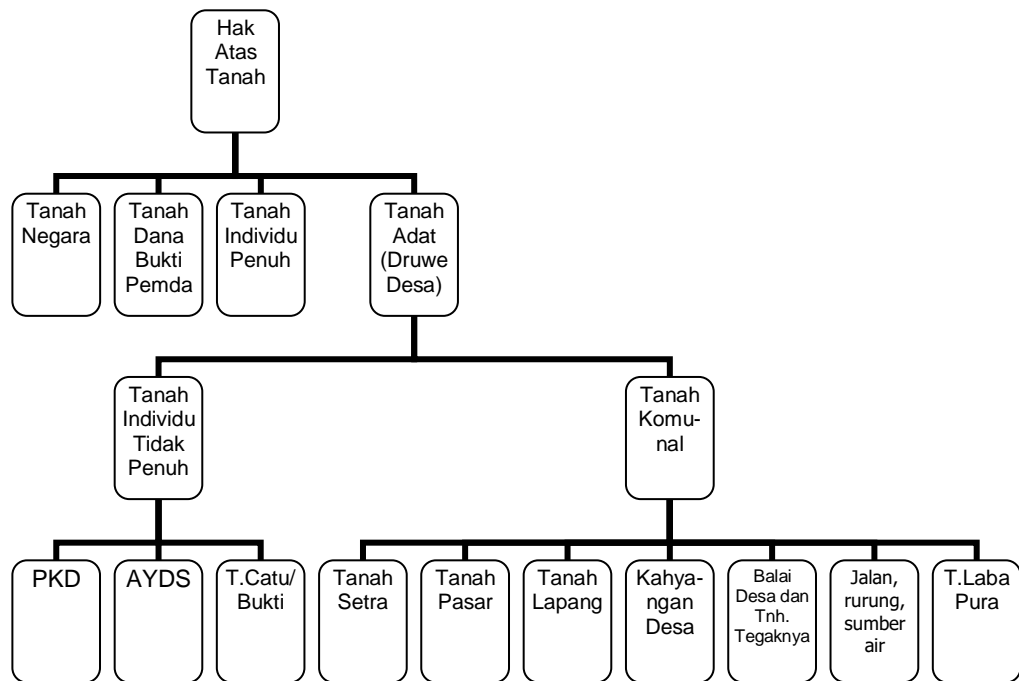 Hak
Atas
Tanah
Tanah
Negara
Tanah
Dana
Bukti
Pemda
Tanah
Individu
Penuh
Tanah
Adat
(Druwe
Desa)
Tanah
Individu
Tidak
Penuh
Tanah
Komu-
nal
PKD
AYDS
T.Catu/
Bukti
Tanah
Setra
Tanah
Pasar
Tanah
Lapang
Kahya-
ngan
Desa
Balai
Desa dan
Tnh.
Tegaknya
Jalan,
rurung,
sumber
air
T.Laba
Pura